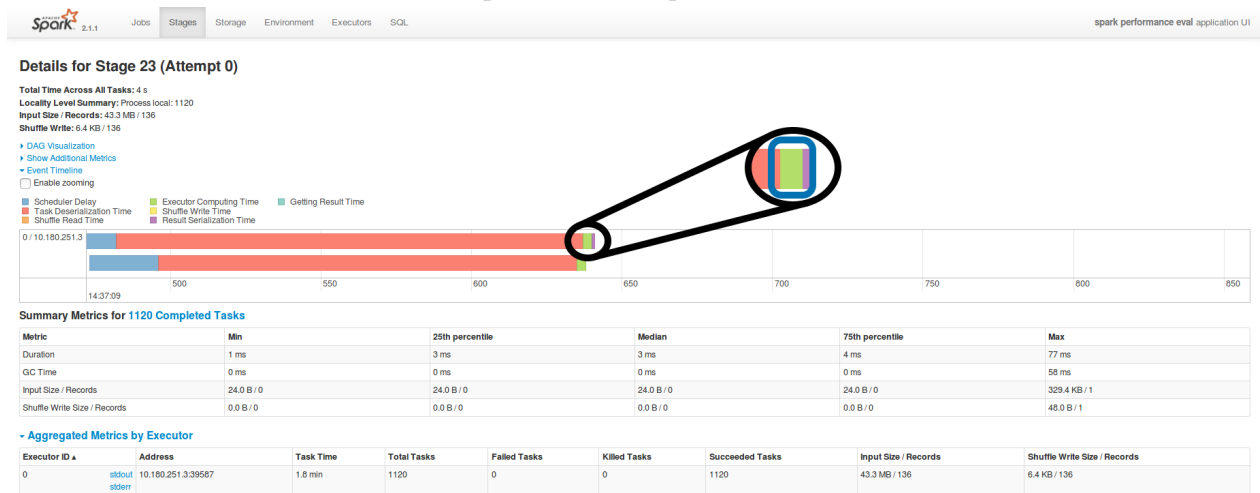 APACHE Spark 2.1.1 Jobs Stages Storage Environment Executors SQL spark performance eval application UI
Details for Stage 23 (Attempt 0)
Total Time Across All Tasks: 4 s
Locality Level Summary: Process local: 1120
Input Size / Records: 43.3 MB / 136
Shuffle Write: 6.4 KB / 136
DAG Visualization
Show Additional Metrics
Event Timeline
Enable zooming
Scheduler Delay Executor Computing Time Getting Result Time
Task Deserialization Time Shuffle Write Time
Shuffle Read Time Result Serialization Time
0 / 10.180.251.3
500 550 600 650 700 750 800 850
14:37:09
Summary Metrics for 1120 Completed Tasks
Metric Min 25th percentile Median 75th percentile Max
Duration 1 ms 3 ms 3 ms 4 ms 77 ms
GC Time 0 ms 0 ms 0 ms 0 ms 58 ms
Input Size / Records 24.0 B / 0 24.0 B / 0 24.0 B / 0 24.0 B / 0 329.4 KB / 1
Shuffle Write Size / Records 0.0 B / 0 0.0 B / 0 0.0 B / 0 0.0 B / 0 48.0 B / 1
Aggregated Metrics by Executor
Executor ID Address Task Time Total Tasks Failed Tasks Killed Tasks Succeeded Tasks Input Size / Records Shuffle Write Size / Records
0 stdout 10.180.251.3:39587 1.8 min 1120 0 0 1120 43.3 MB / 136 6.4 KB / 136
stderr